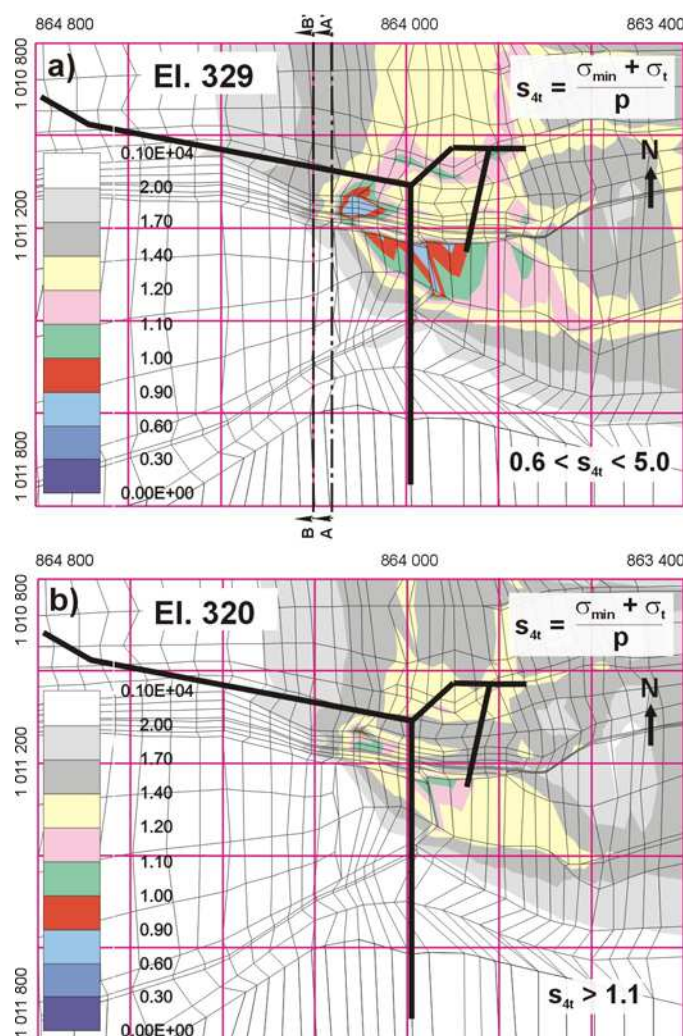 864 800 B' A' 864 000 863 400
a) El. 329
s4t = σmin + σt / p
N
1 010 800
1 011 200
1 011 800
0.10E+04
2.00
1.70
1.40
1.20
1.10
1.00
0.90
0.60
0.30
0.00E+00
0.6 < s4t < 5.0
B A
864 800 864 000 863 400
b) El. 320
s4t = σmin + σt / p
N
1 010 800
1 011 200
1 011 800
0.10E+04
2.00
1.70
1.40
1.20
1.10
1.00
0.90
0.60
0.30
0.00E+00
s4t > 1.1